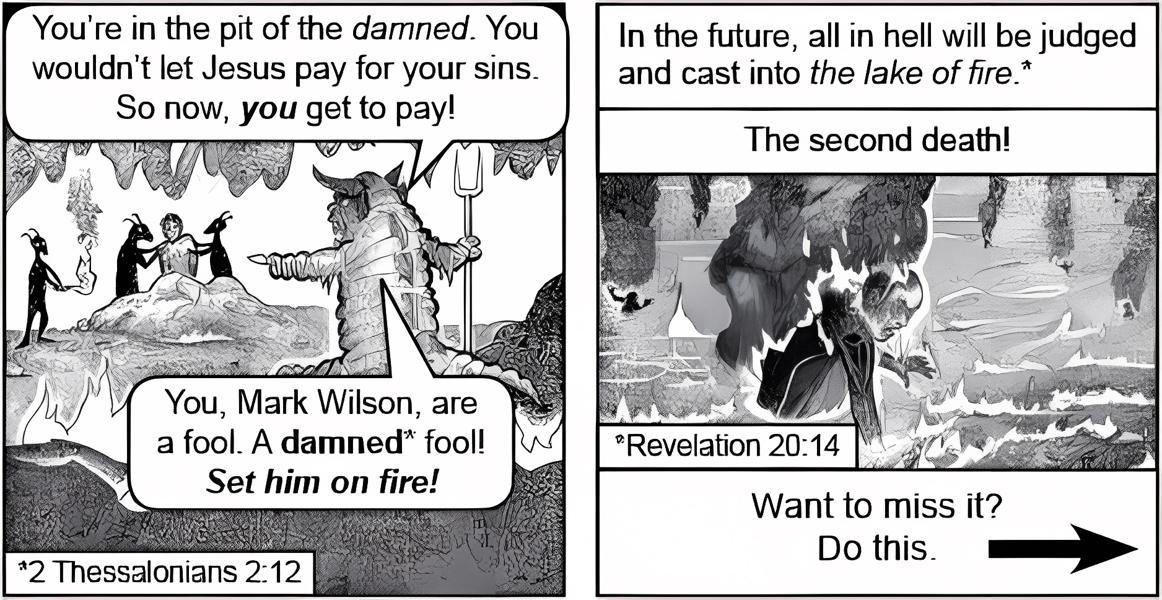 You're in the pit of the damned. You
wouldn't let Jesus pay for your sins.
So now, you get to pay!
You, Mark Wilson, are
a fool. A damned* fool!
Set him on fire!
*2 Thessalonians 2:12
In the future, all in hell will be judged
and cast into the lake of fire.*
The second death!
*Revelation 20:14
Want to miss it?
Do this.